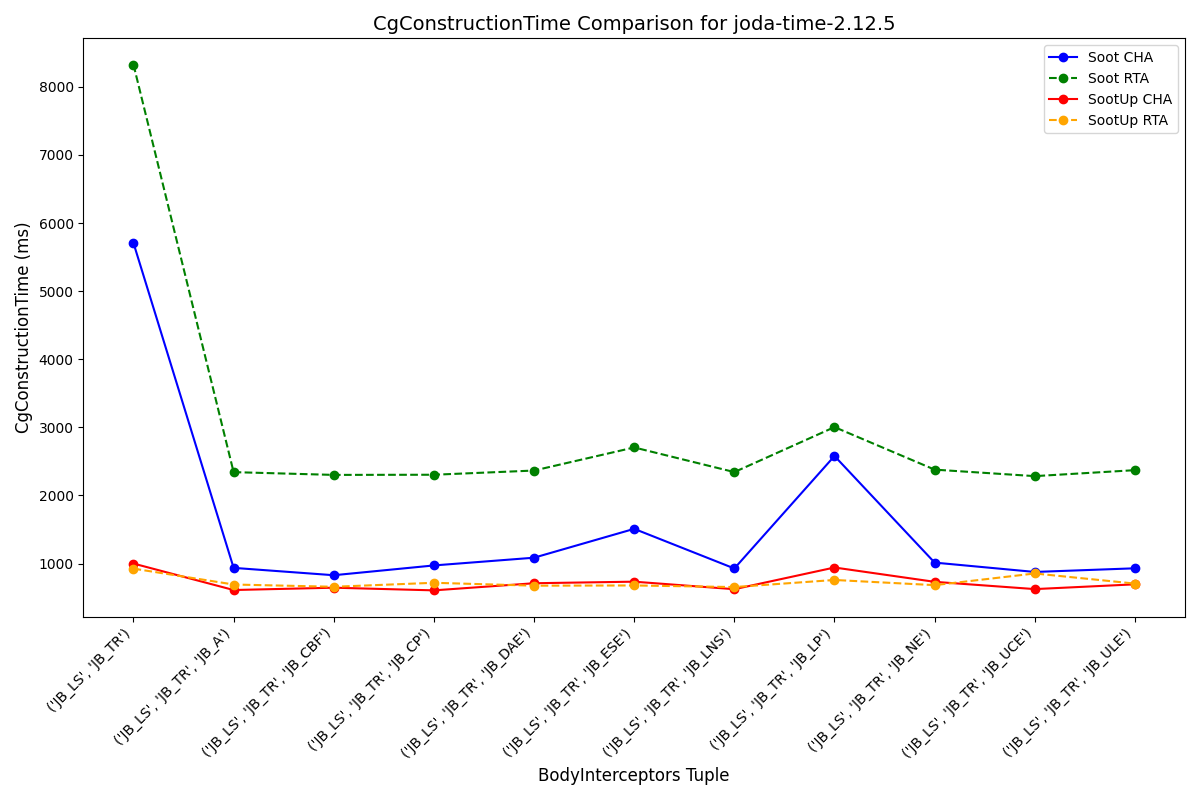 CgConstructionTime Comparison for joda-time-2.12.5
Soot CHA
Soot RTA
SootUp CHA
SootUp RTA
CgConstructionTime (ms)
8000
7000
6000
5000
4000
3000
2000
1000
('JB_LS', 'JB_TR')
('JB_LS', 'JB_TR', 'JB_A')
('JB_LS', 'JB_TR', 'JB_CBF')
('JB_LS', 'JB_TR', 'JB_CP')
('JB_LS', 'JB_TR', 'JB_DAE')
('JB_LS', 'JB_TR', 'JB_ESE')
('JB_LS', 'JB_TR', 'JB_LNS')
('JB_LS', 'JB_TR', 'JB_LP')
('JB_LS', 'JB_TR', 'JB_NE')
('JB_LS', 'JB_TR', 'JB_UCE')
('JB_LS', 'JB_TR', 'JB_ULE')
BodyInterceptors Tuple